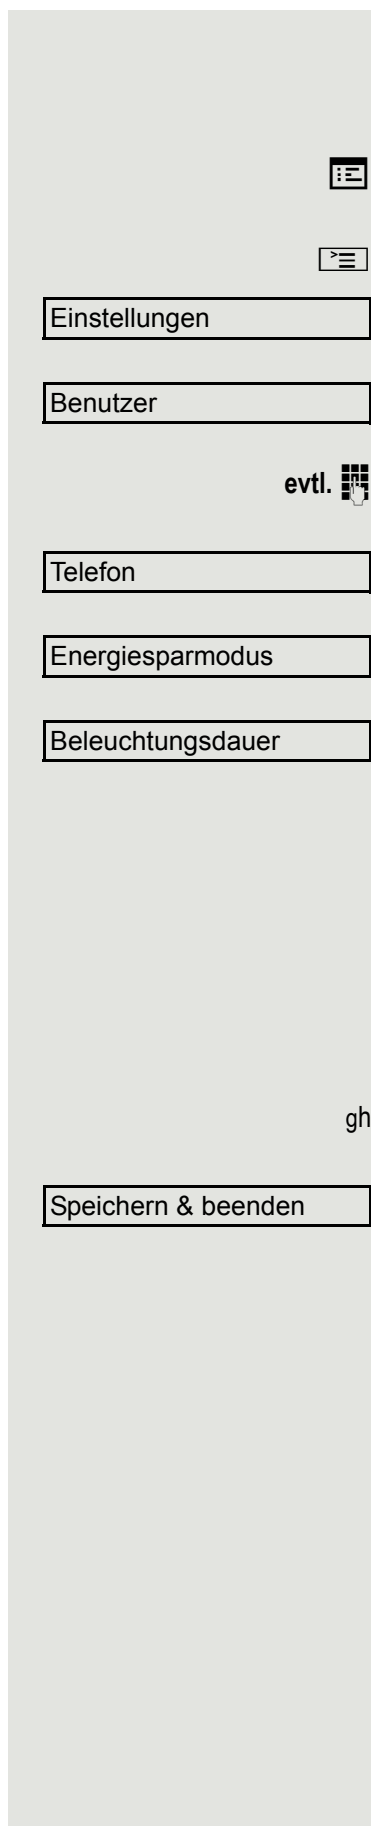 Einstellungen
Benutzer
evtl.
Telefon
Energiesparmodus
Beleuchtungsdauer
gh
Speichern & beenden